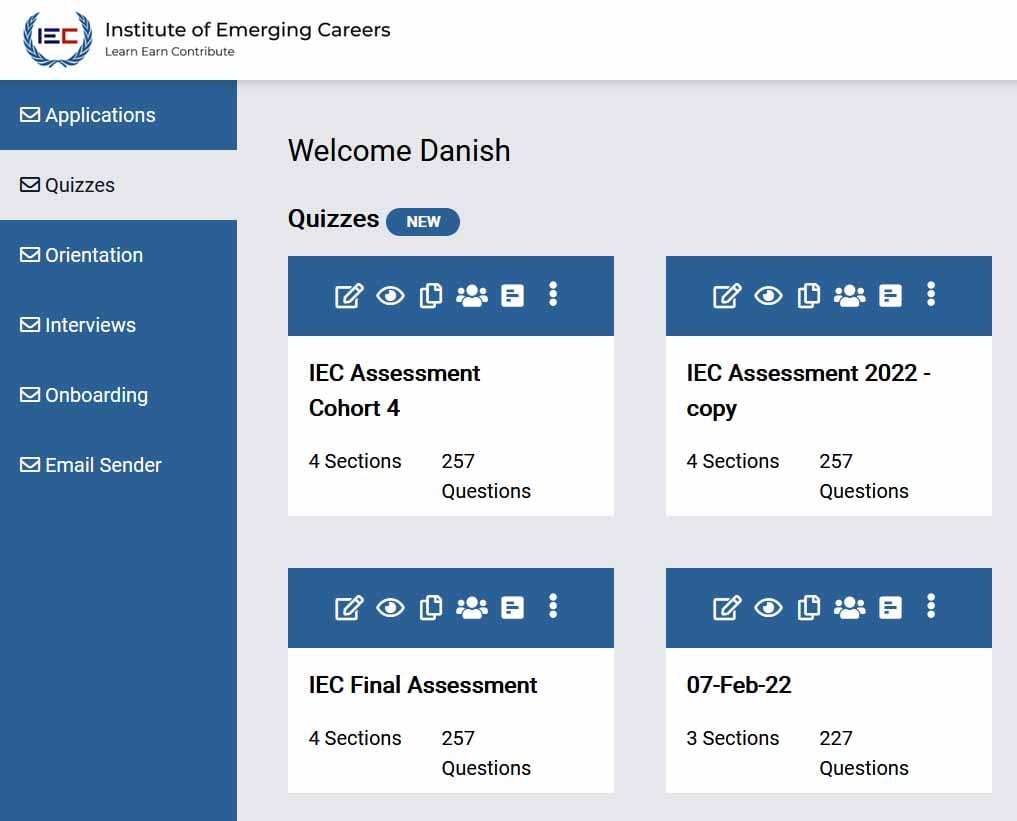 IEC
Institute of Emerging Careers
Learn Earn Contribute
Applications
Quizzes
Orientation
Interviews
Onboarding
Email Sender
Welcome Danish
Quizzes NEW
IEC Assessment
Cohort 4
4 Sections
257
Questions
IEC Assessment 2022 -
copy
4 Sections
257
Questions
IEC Final Assessment
4 Sections
257
Questions
07-Feb-22
3 Sections
227
Questions